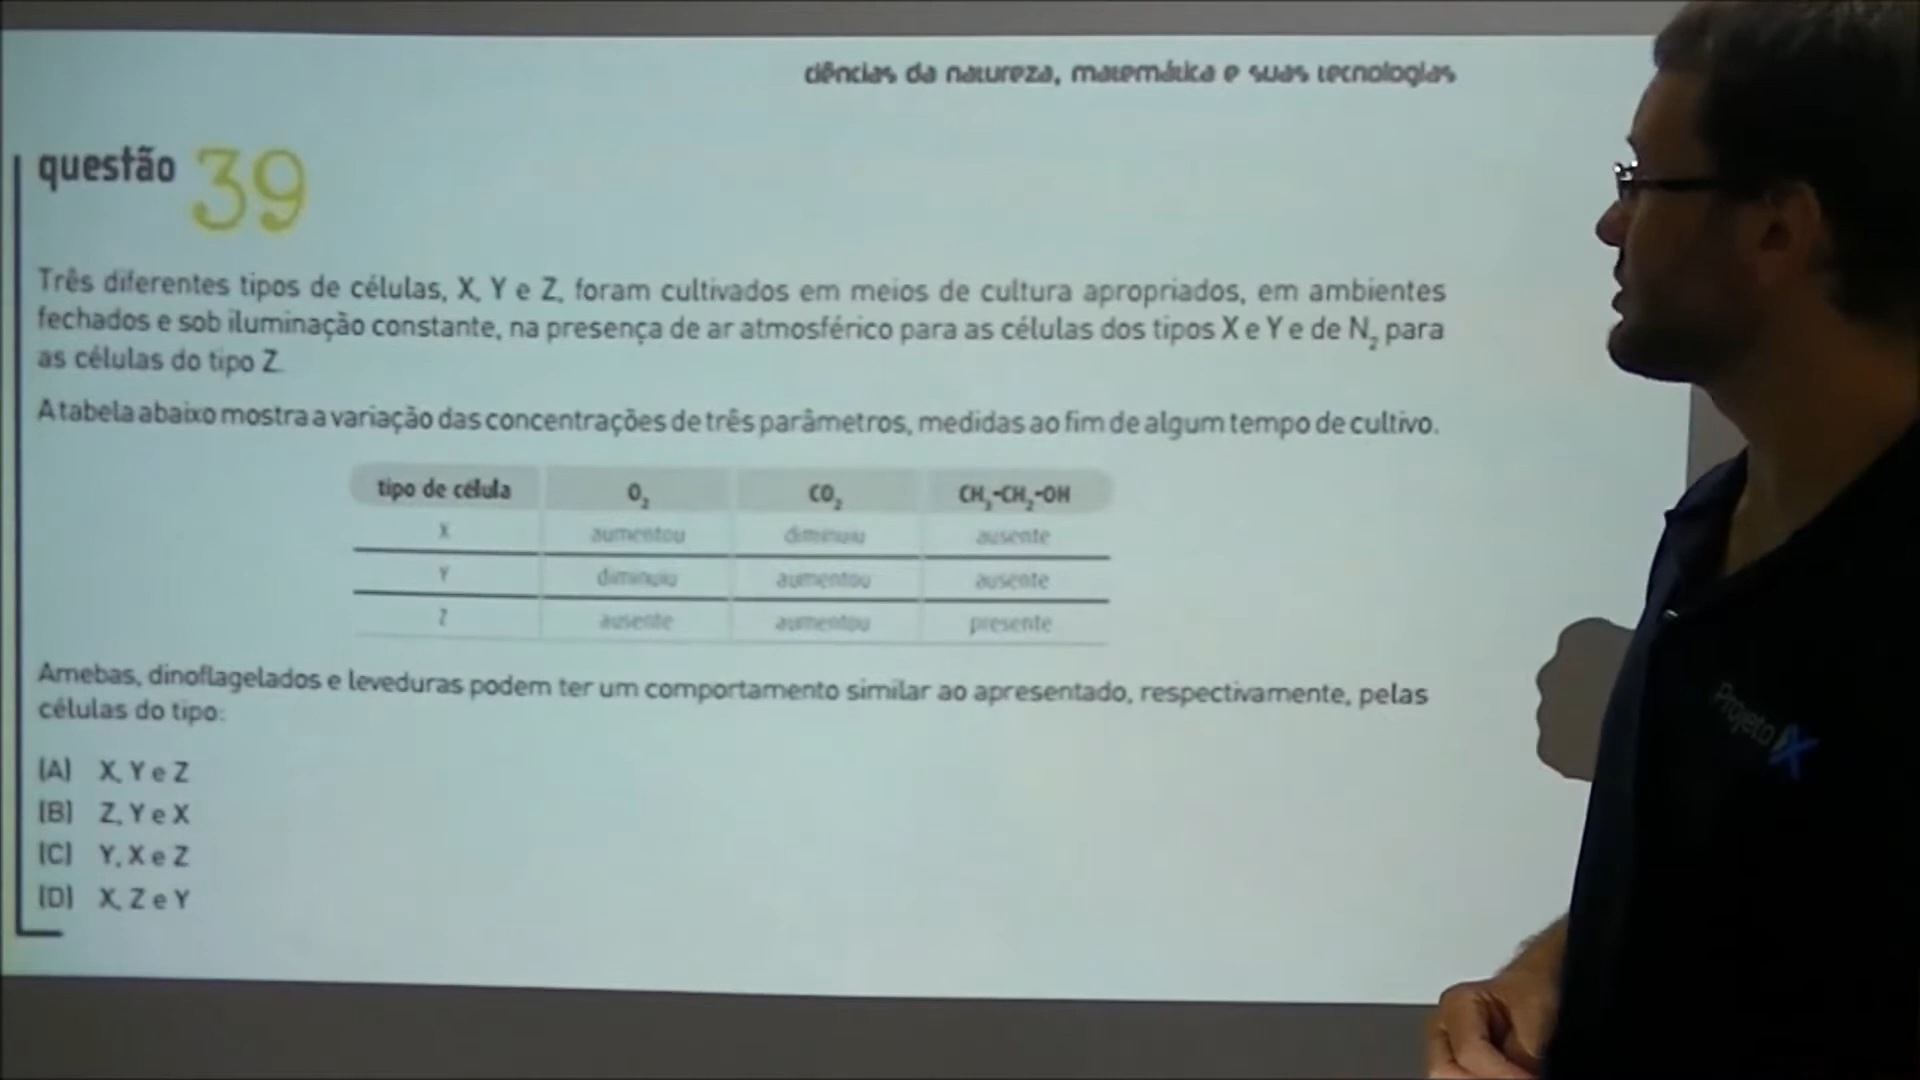 ciências da natureza, matemática e suas tecnologias
questão 39
Três diferentes tipos de células, X, Y e Z, foram cultivados em meios de cultura apropriados, em ambientes
fechados e sob iluminação constante, na presença de ar atmosférico para as células dos tipos X e Y e de N₂ para
as células do tipo Z.
A tabela abaixo mostra a variação das concentrações de três parâmetros, medidas ao fim de algum tempo de cultivo.
tipo de célula O₂ CO₂ CH₃-CH₂-OH
X aumentou diminuiu ausente
Y diminuiu aumentou ausente
Z ausente aumentou presente
Amebas, dinoflagelados e leveduras podem ter um comportamento similar ao apresentado, respectivamente, pelas
células do tipo:
(A) X, Y e Z
(B) Z, Y e X
(C) Y, X e Z
(D) X, Z e Y
Projeto X